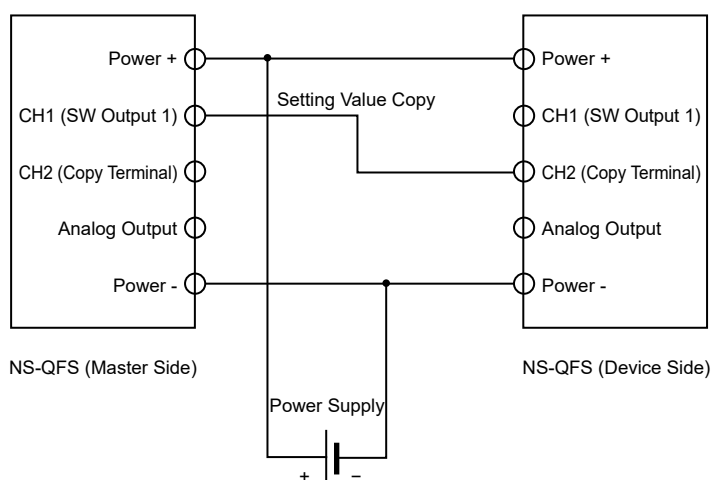 Power +
CH1 (SW Output 1)
CH2 (Copy Terminal)
Analog Output
Power -
Setting Value Copy
Power +
CH1 (SW Output 1)
CH2 (Copy Terminal)
Analog Output
Power -
NS-QFS (Master Side)
NS-QFS (Device Side)
Power Supply
+ −